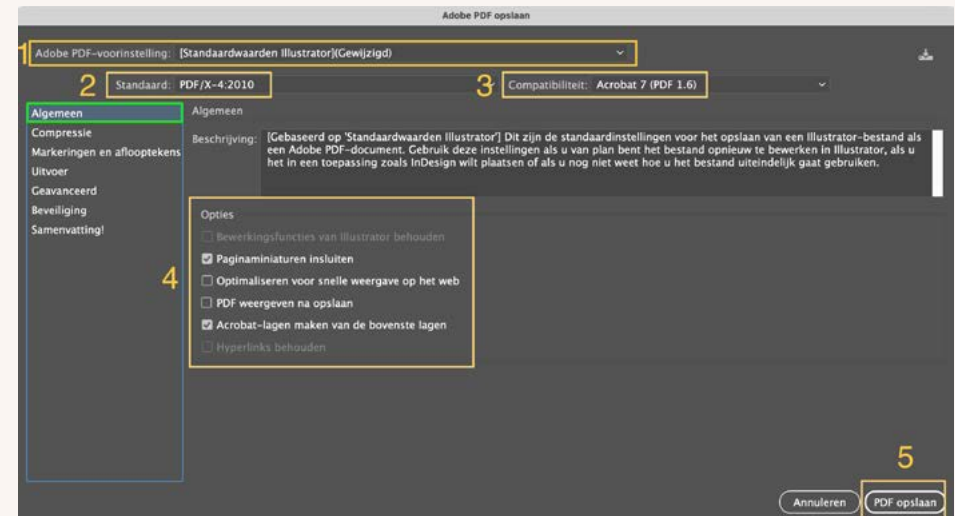 Adobe PDF opslaan
1 Adobe PDF-voorinstelling: [Standaardwaarden Illustrator](Gewijzigd)
2 Standaard: PDF/X-4:2010 3 Compatibiliteit: Acrobat 7 (PDF 1.6)
Algemeen
Compressie
Markeringen en aflooptekens
Uitvoer
Geavanceerd
Beveiliging
Samenvatting!
Algemeen
Beschrijving: [Gebaseerd op 'Standaardwaarden Illustrator'] Dit zijn de standaardinstellingen voor het opslaan van een Illustrator-bestand als
een Adobe PDF-document. Gebruik deze instellingen als u van plan bent het bestand opnieuw te bewerken in Illustrator, als u
het in een toepassing zoals InDesign wilt plaatsen of als u nog niet weet hoe u het bestand uiteindelijk gaat gebruiken.
4
Opties
Bewerkingsfuncties van Illustrator behouden
Paginaminiaturen insluiten
Optimaliseren voor snelle weergave op het web
PDF weergeven na opslaan
Acrobat-lagen maken van de bovenste lagen
Hyperlinks behouden
5
Annuleren PDF opslaan